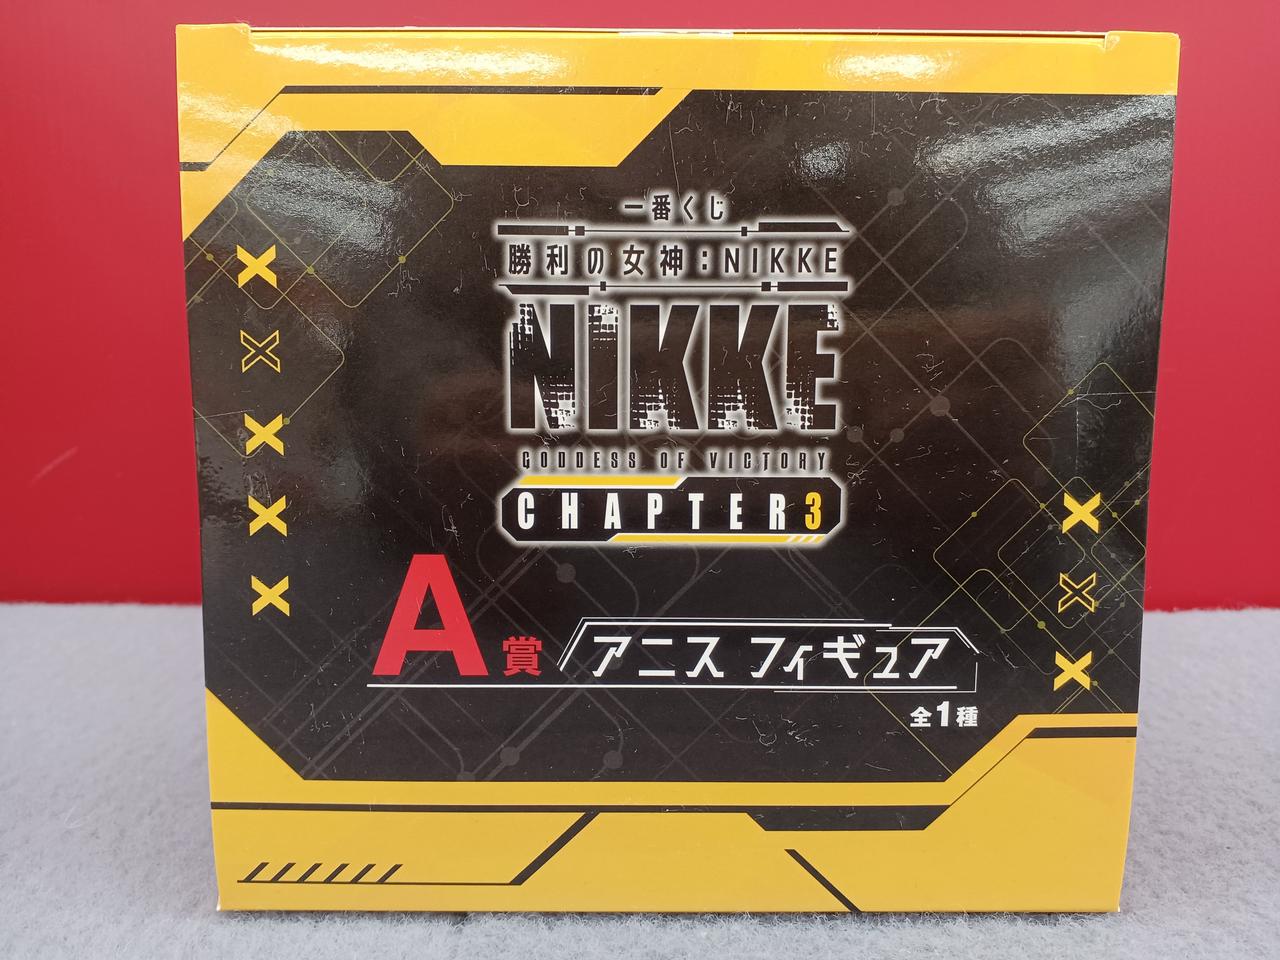 一番くじ
勝利の女神:NIKKE
NIKKE
GODDESS OF VICTORY
CHAPTER3
A賞 アニス フィギュア
全1種